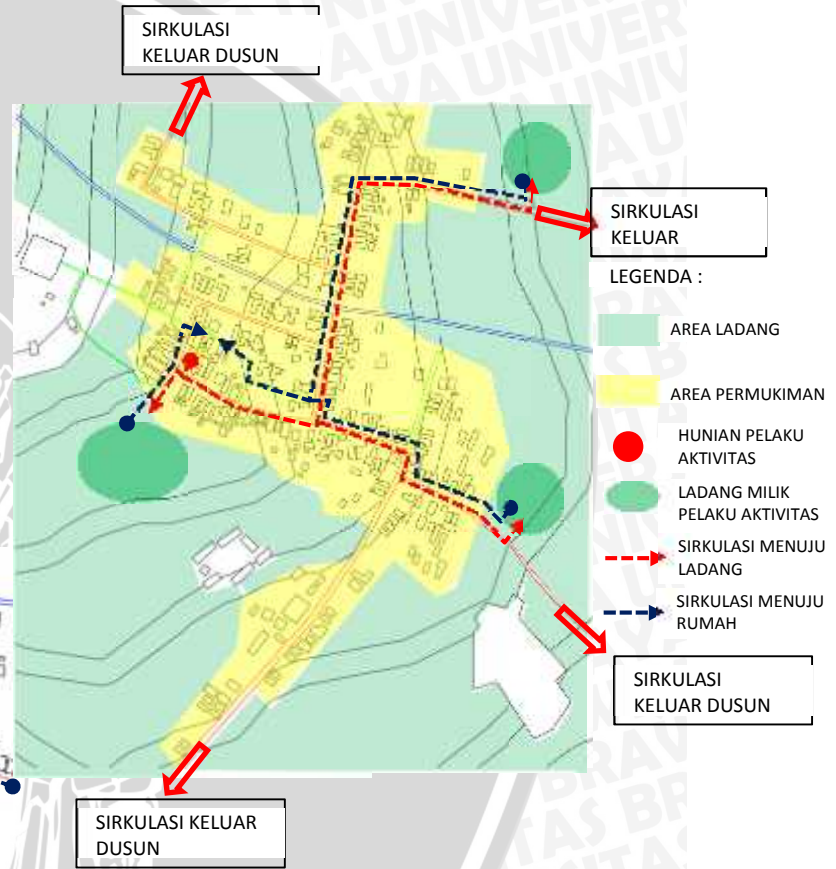 SIRKULASI
KELUAR DUSUN
SIRKULASI
KELUAR
LEGENDA :
AREA LADANG
AREA PERMUKIMAN
HUNIAN PELAKU
AKTIVITAS
LADANG MILIK
PELAKU AKTIVITAS
SIRKULASI MENUJU
LADANG
SIRKULASI MENUJU
RUMAH
SIRKULASI
KELUAR DUSUN
SIRKULASI KELUAR
DUSUN